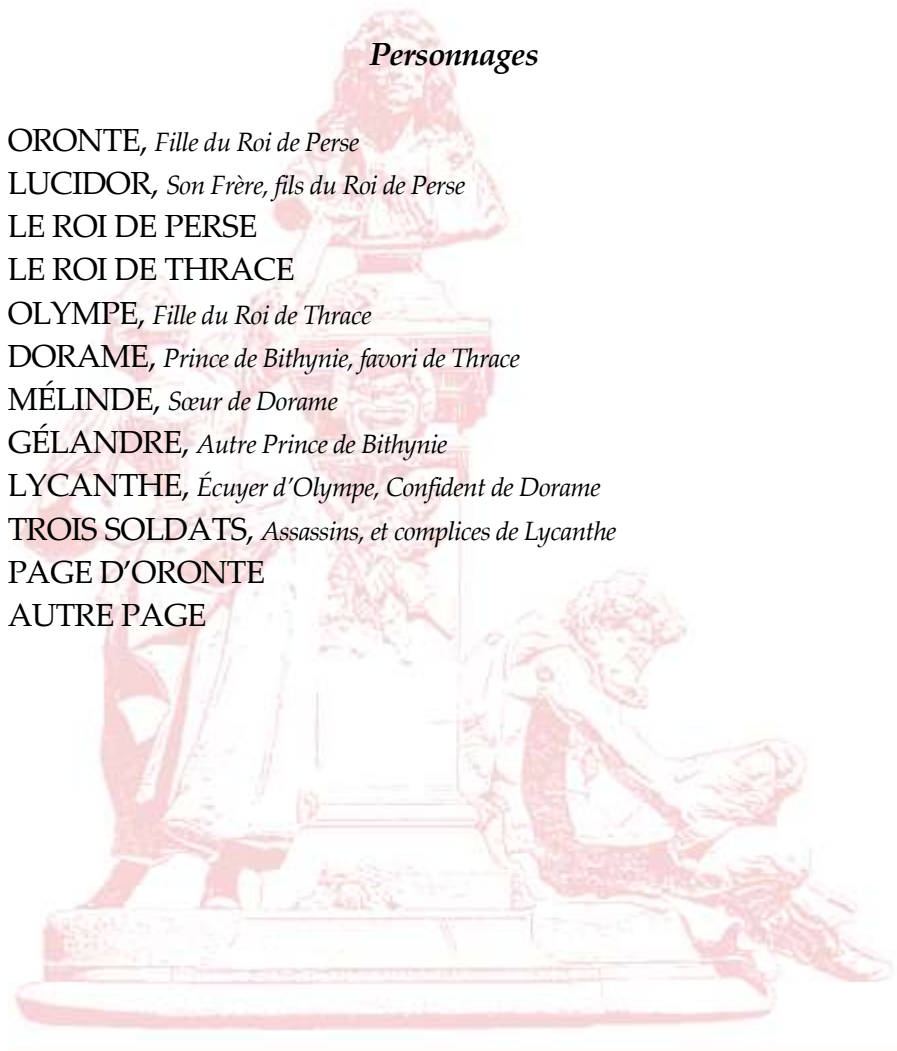 Personnages
ORONTE, Fille du Roi de Perse
LUCIDOR, Son Frère, fils du Roi de Perse
LE ROI DE PERSE
LE ROI DE THRACE
OLYMPE, Fille du Roi de Thrace
DORAME, Prince de Bithynie, favori de Thrace
MÉLINDE, Sœur de Dorame
GÉLANDRE, Autre Prince de Bithynie
LYCANTHE, Écuyer d’Olympe, Confident de Dorame
TROIS SOLDATS, Assassins, et complices de Lycanthe
PAGE D’ORONTE
AUTRE PAGE